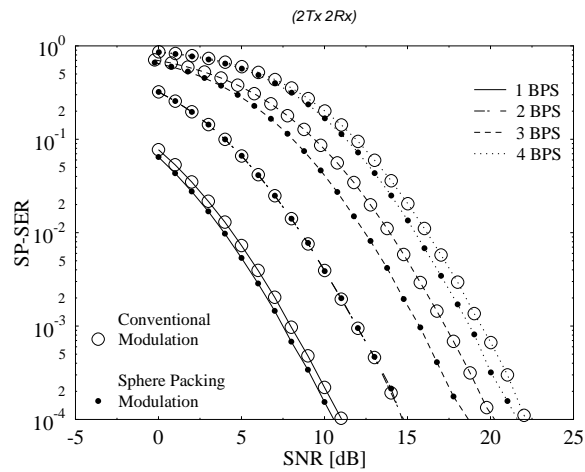 (2Tx 2Rx)
10^0
5
2
10^-1
5
2
10^-2
5
2
10^-3
5
2
10^-4
SP-SER
1 BPS
2 BPS
3 BPS
4 BPS
Conventional
Modulation
Sphere Packing
Modulation
-5 0 5 10 15 20 25
SNR [dB]